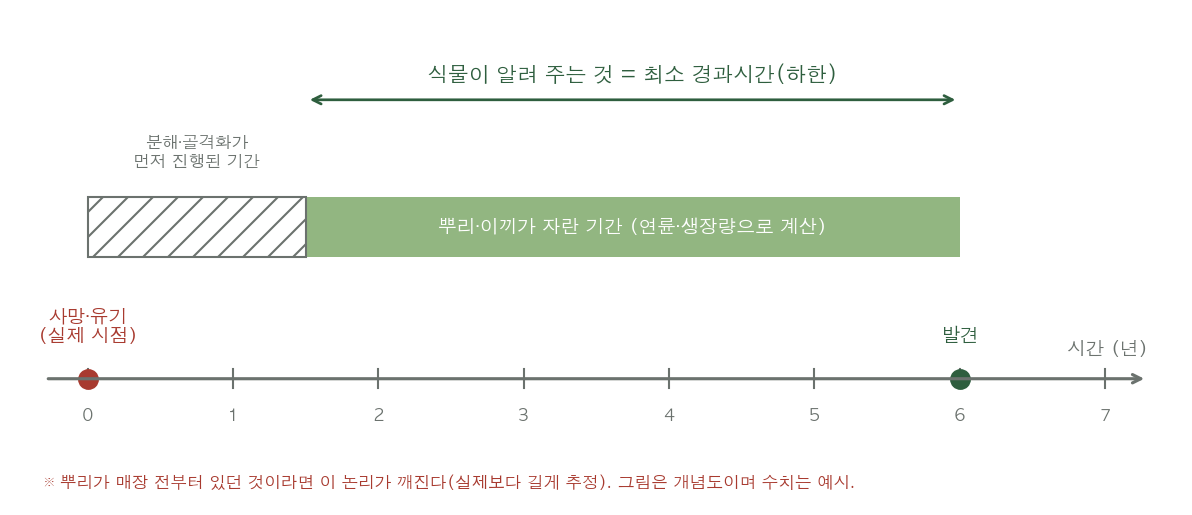 식물이 알려 주는 것 = 최소 경과시간(하한)
분해·골격화가
먼저 진행된 기간
뿌리·이끼가 자란 기간 (연륜·생장량으로 계산)
사망·유기
(실제 시점)
발견
시간 (년)
0 1 2 3 4 5 6 7
※ 뿌리가 매장 전부터 있던 것이라면 이 논리가 깨진다(실제보다 길게 추정). 그림은 개념도이며 수치는 예시.